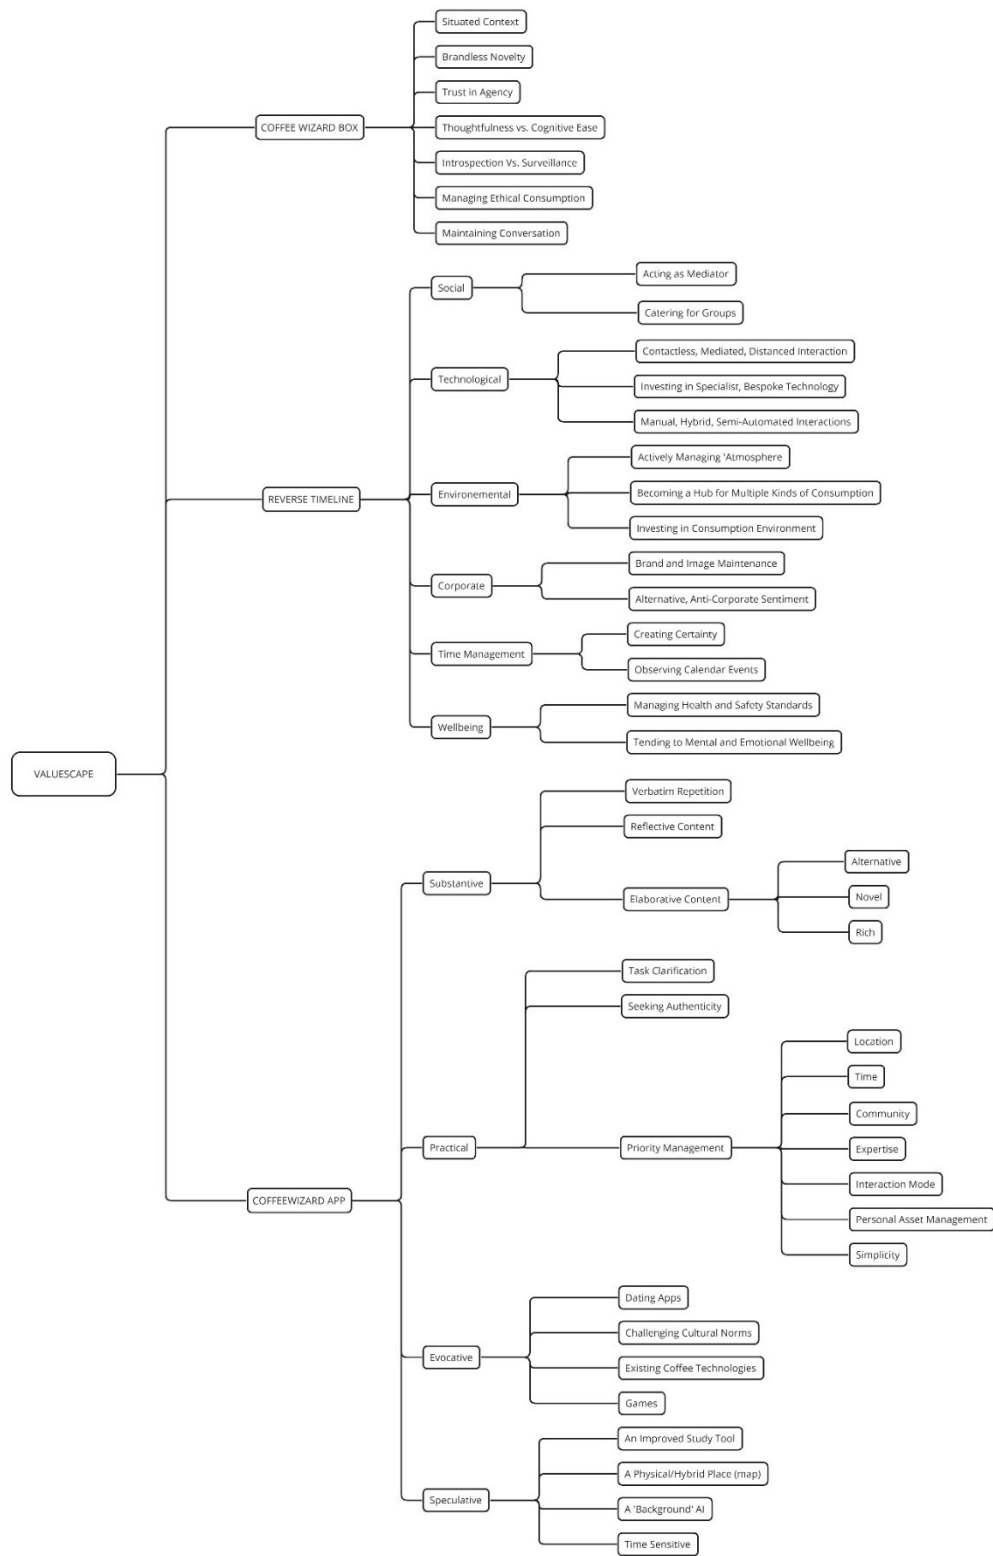 VALUESCAPE
COFFEE WIZARD BOX
Situated Context
Brandless Novelty
Trust in Agency
Thoughtfulness vs. Cognitive Ease
Introspection Vs. Surveillance
Managing Ethical Consumption
Maintaining Conversation
REVERSE TIMELINE
Social
Acting as Mediator
Catering for Groups
Technological
Contactless, Mediated, Distanced Interaction
Investing in Specialist, Bespoke Technology
Manual, Hybrid, Semi-Automated Interactions
Environemental
Actively Managing 'Atmosphere
Becoming a Hub for Multiple Kinds of Consumption
Investing in Consumption Environment
Corporate
Brand and Image Maintenance
Alternative, Anti-Corporate Sentiment
Time Management
Creating Certainty
Observing Calendar Events
Wellbeing
Managing Health and Safety Standards
Tending to Mental and Emotional Wellbeing
COFFEEWIZARD APP
Substantive
Verbatim Repetition
Reflective Content
Elaborative Content
Alternative
Novel
Rich
Practical
Task Clarification
Seeking Authenticity
Priority Management
Location
Time
Community
Expertise
Interaction Mode
Personal Asset Management
Simplicity
Evocative
Dating Apps
Challenging Cultural Norms
Existing Coffee Technologies
Games
Speculative
An Improved Study Tool
A Physical/Hybrid Place (map)
A 'Background' AI
Time Sensitive